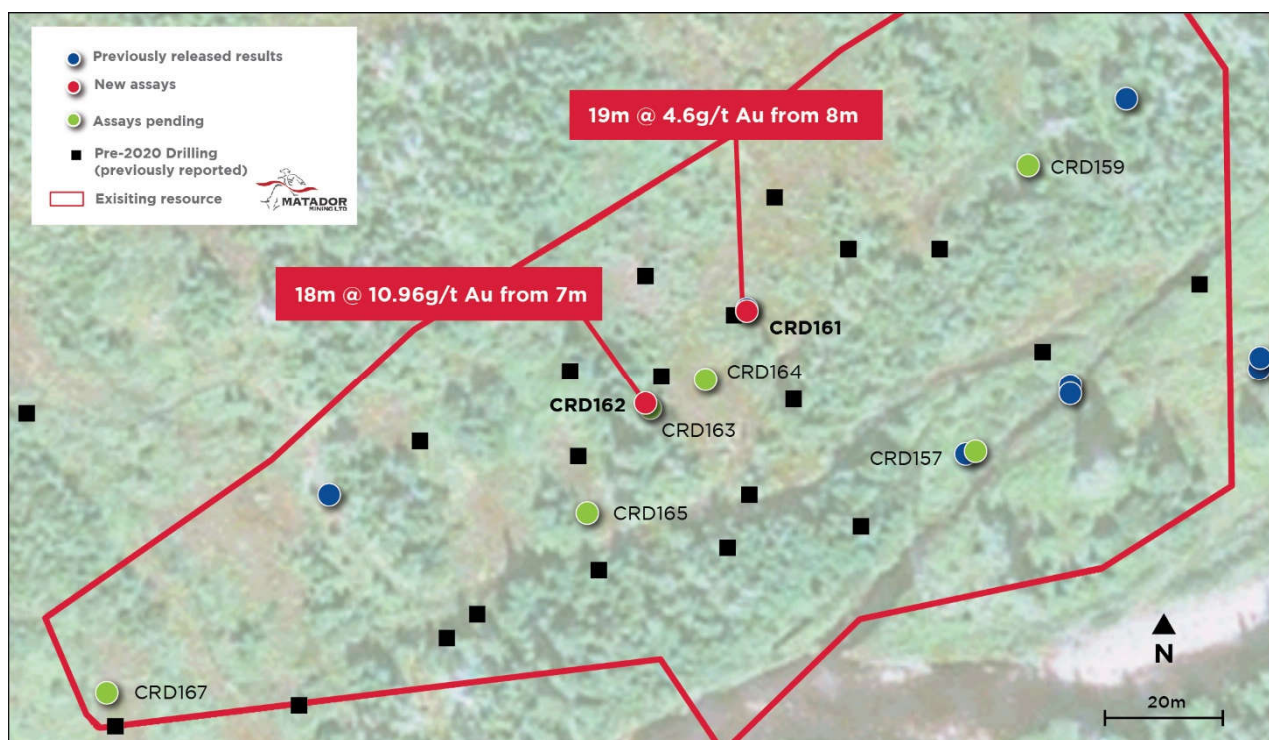 Previously released results
New assays
Assays pending
Pre-2020 Drilling
(previously reported)
Exisiting resource
MATADOR
MINING LTD
19m @ 4.6g/t Au from 8m
CRD159
18m @ 10.96g/t Au from 7m
CRD161
CRD164
CRD162
CRD163
CRD157
CRD165
CRD167
N
20m